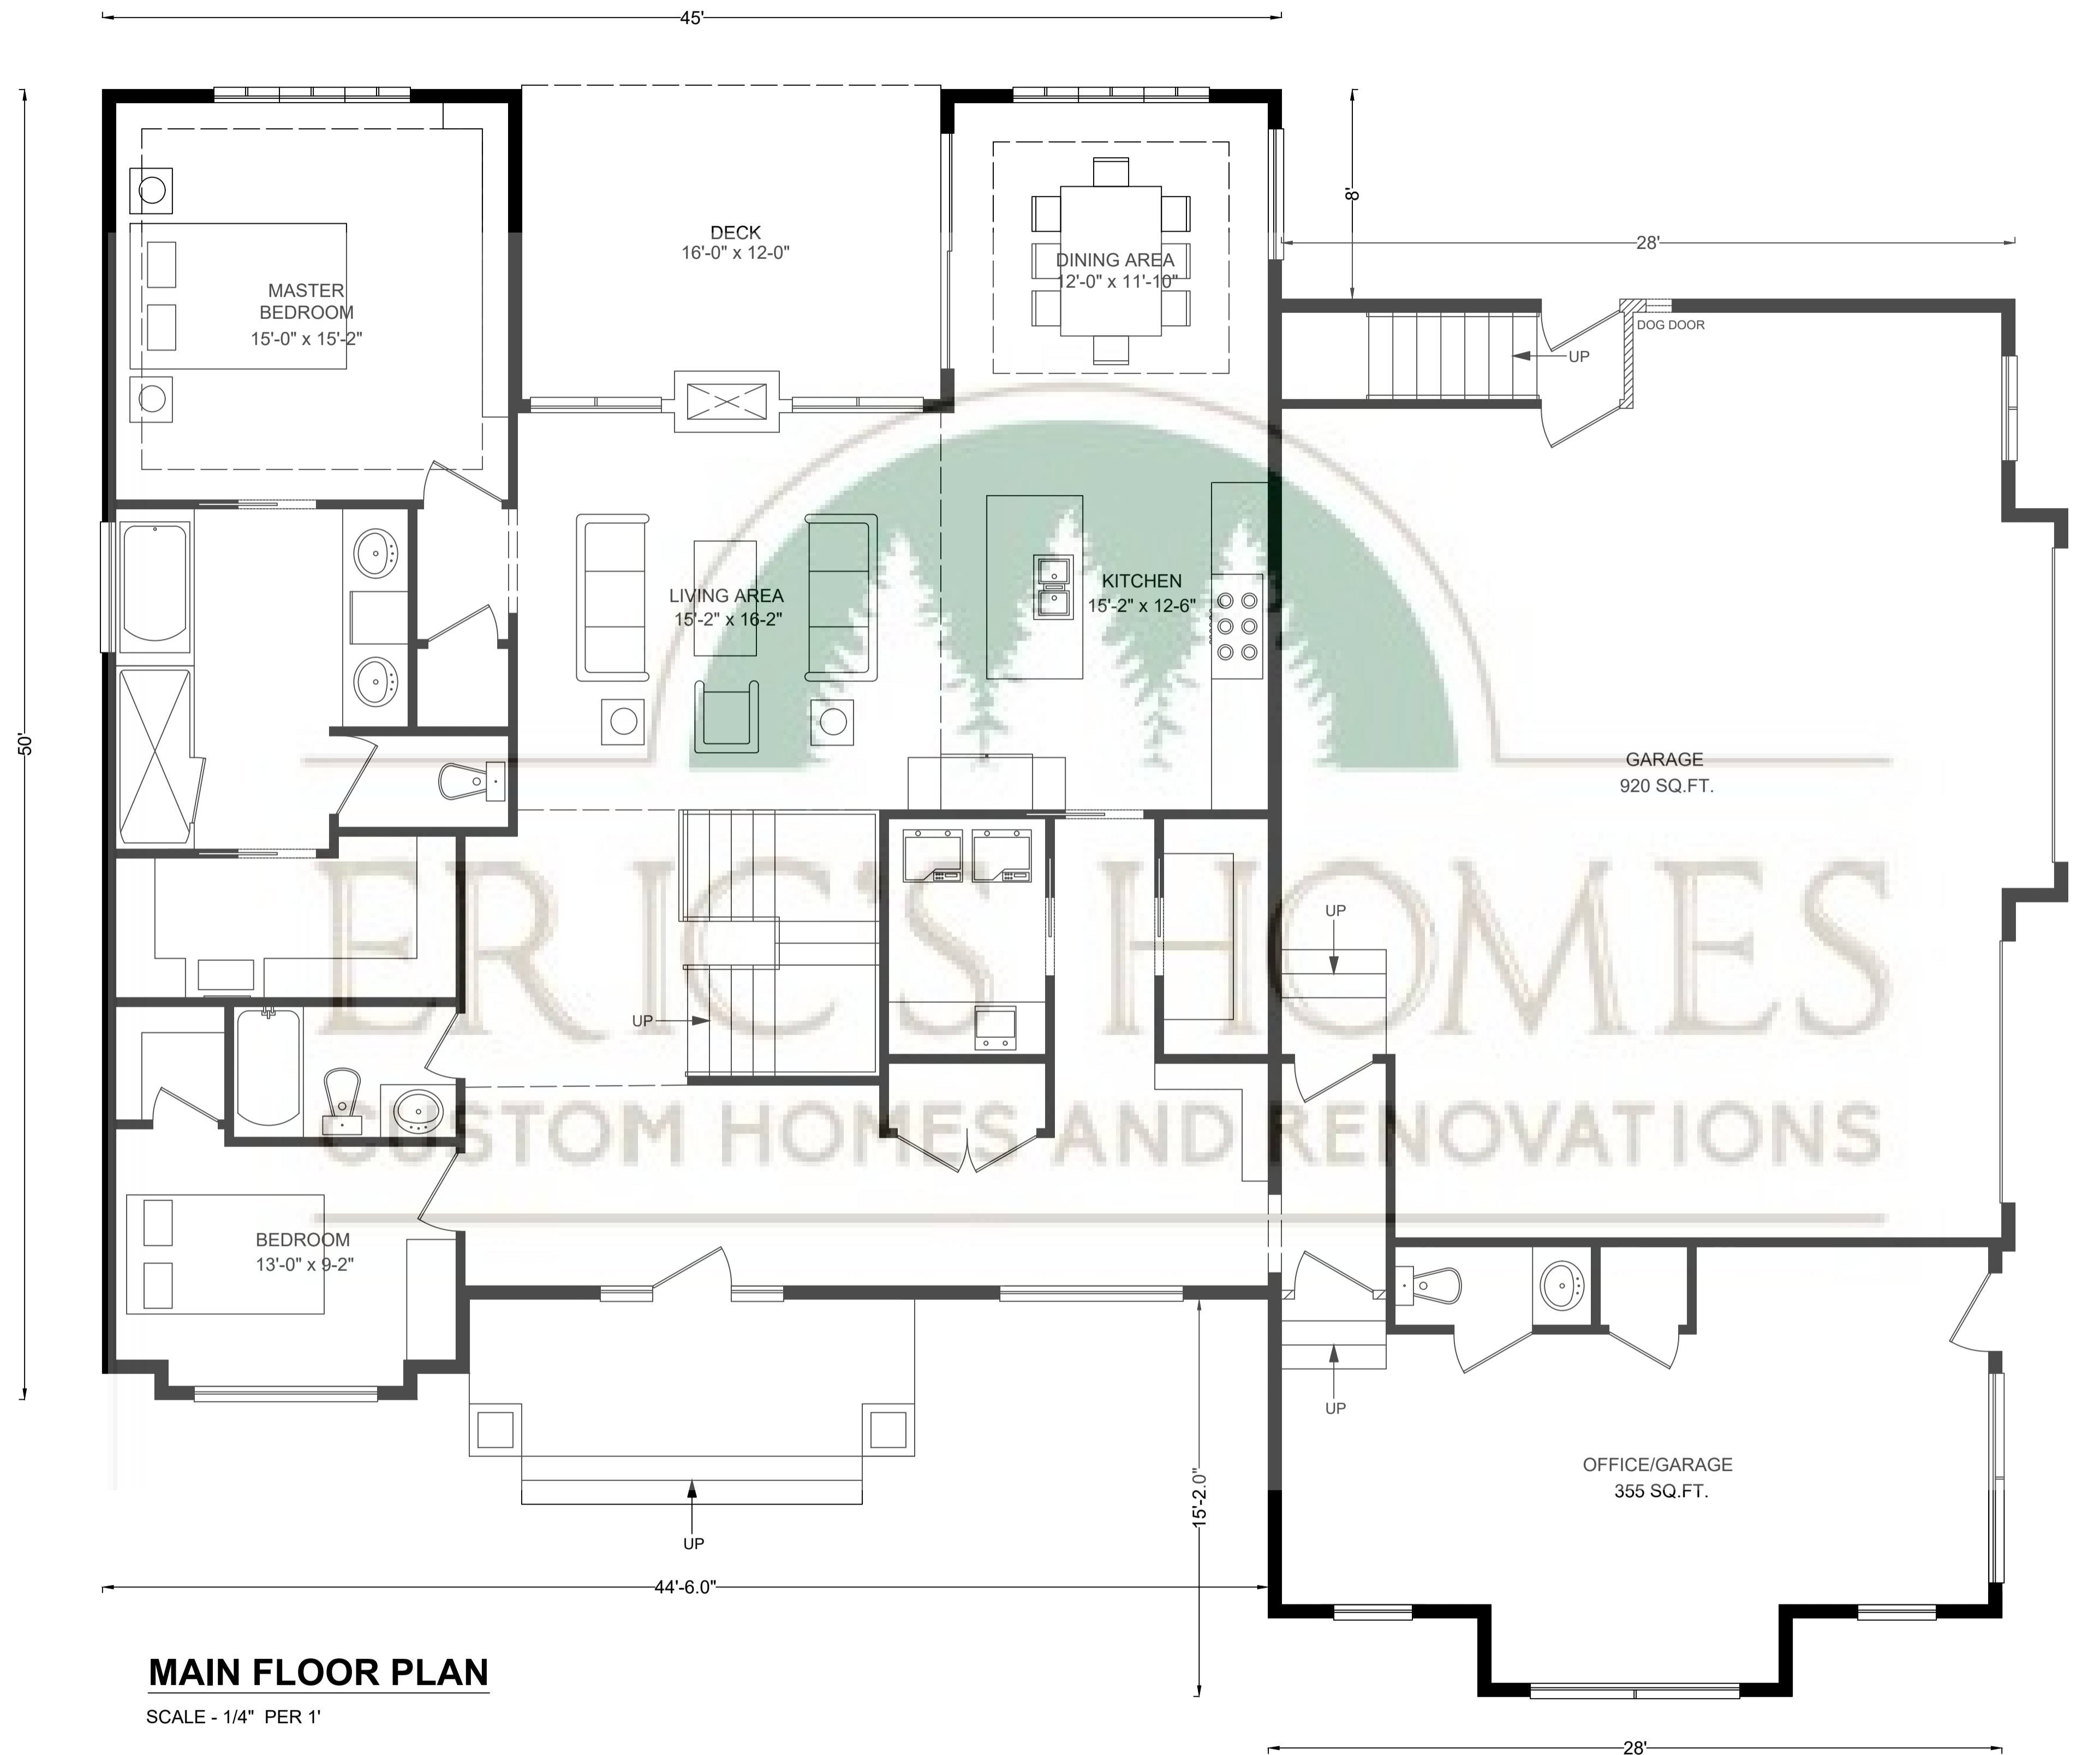 45'
8'
28'
DECK
16'-0" x 12-0"
DINING AREA
12'-0" x 11'-10"
MASTER
BEDROOM
15'-0" x 15'-2"
DOG DOOR
UP
50'
LIVING AREA
15'-2" x 16-2"
KITCHEN
15'-2" x 12-6"
GARAGE
920 SQ.FT.
ERIC'S HOMES
UP
UP
CUSTOM HOMES AND RENOVATIONS
BEDROOM
13'-0" x 9-2"
UP
OFFICE/GARAGE
355 SQ.FT.
15'-2.0"
UP
44'-6.0"
MAIN FLOOR PLAN
SCALE - 1/4" PER 1'
28'